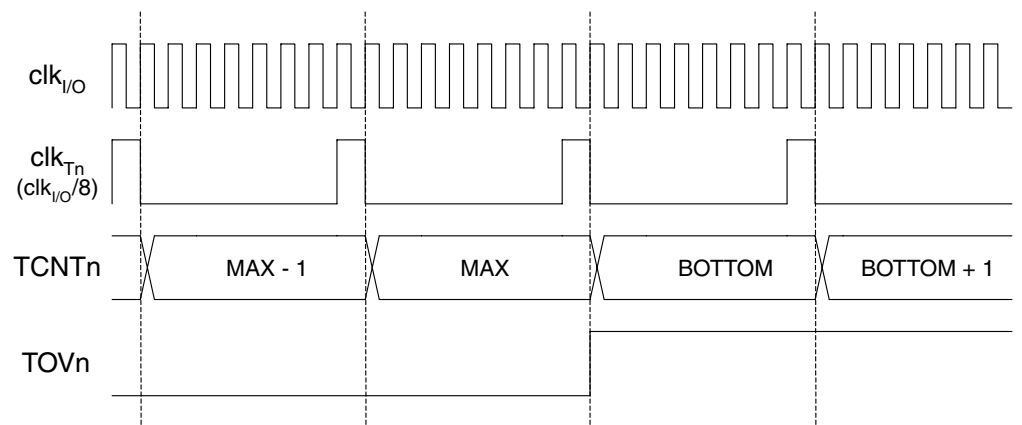 clkI/O
clkTn
(clkI/O/8)
TCNTn
MAX - 1
MAX
BOTTOM
BOTTOM + 1
TOVn